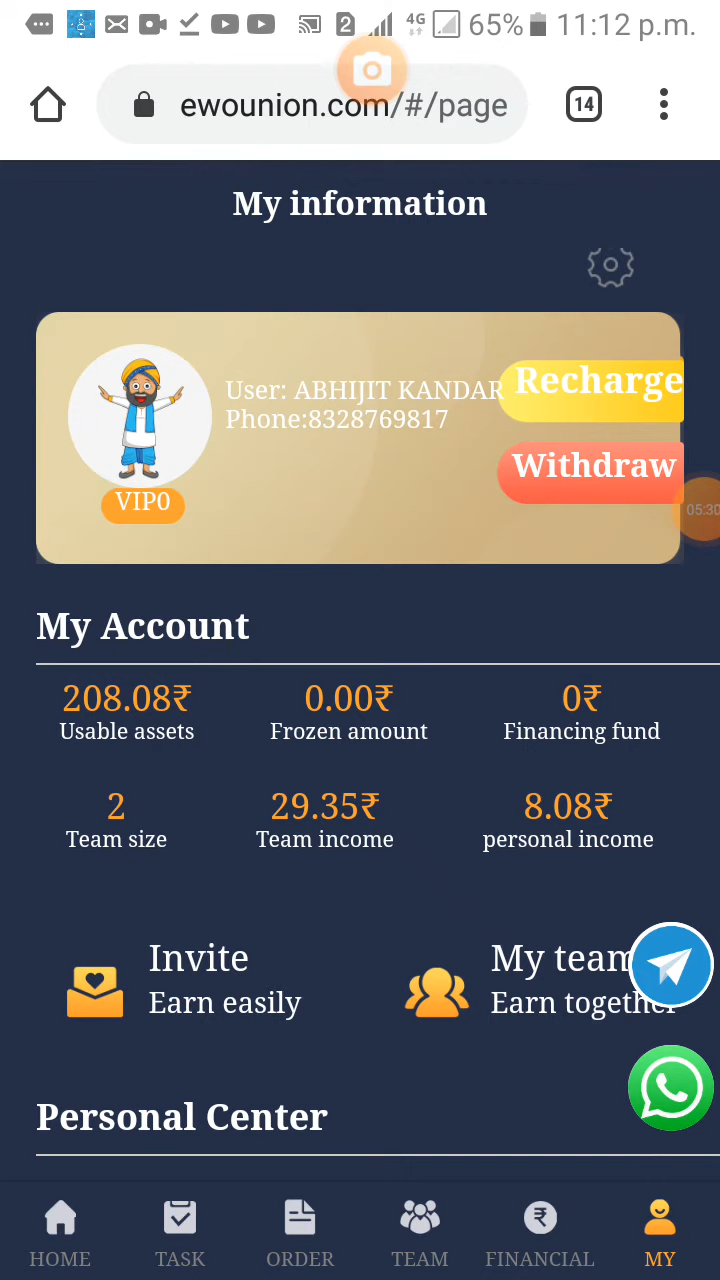 2 4G 65% 11:12 p.m.
ewounion.com/#/page
14
My information
User: ABHIJIT KANDAR
Phone:8328769817
Recharge
Withdraw
VIP0
05:30
My Account
208.08₹ 0.00₹ 0₹
Usable assets Frozen amount Financing fund
2 29.35₹ 8.08₹
Team size Team income personal income
Invite My team
Earn easily Earn together
Personal Center
HOME TASK ORDER TEAM FINANCIAL MY